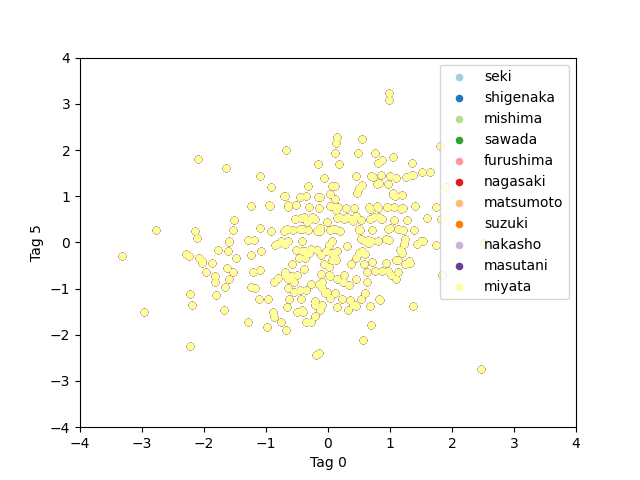 4
3
2
1
0
−1
−2
−3
−4
Tag 5
−4 −3 −2 −1 0 1 2 3 4
Tag 0
seki
shigenaka
mishima
sawada
furushima
nagasaki
matsumoto
suzuki
nakasho
masutani
miyata